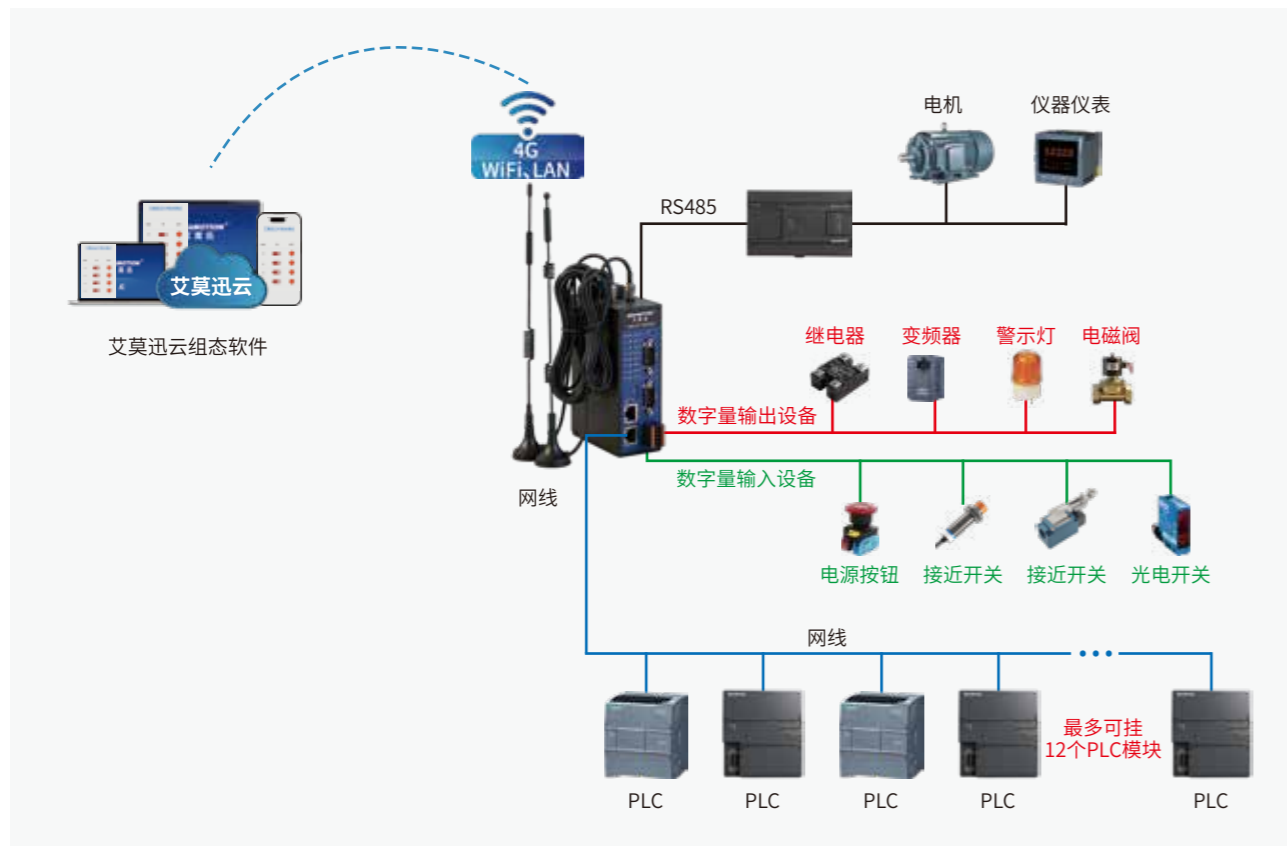 电机
仪器仪表
4G
WiFi、LAN
RS485
艾莫迅云
艾莫迅云组态软件
继电器
变频器
警示灯
电磁阀
数字量输出设备
数字量输入设备
网线
电源按钮
接近开关
接近开关
光电开关
网线
最多可挂
12个PLC模块
PLC
PLC
PLC
PLC
PLC